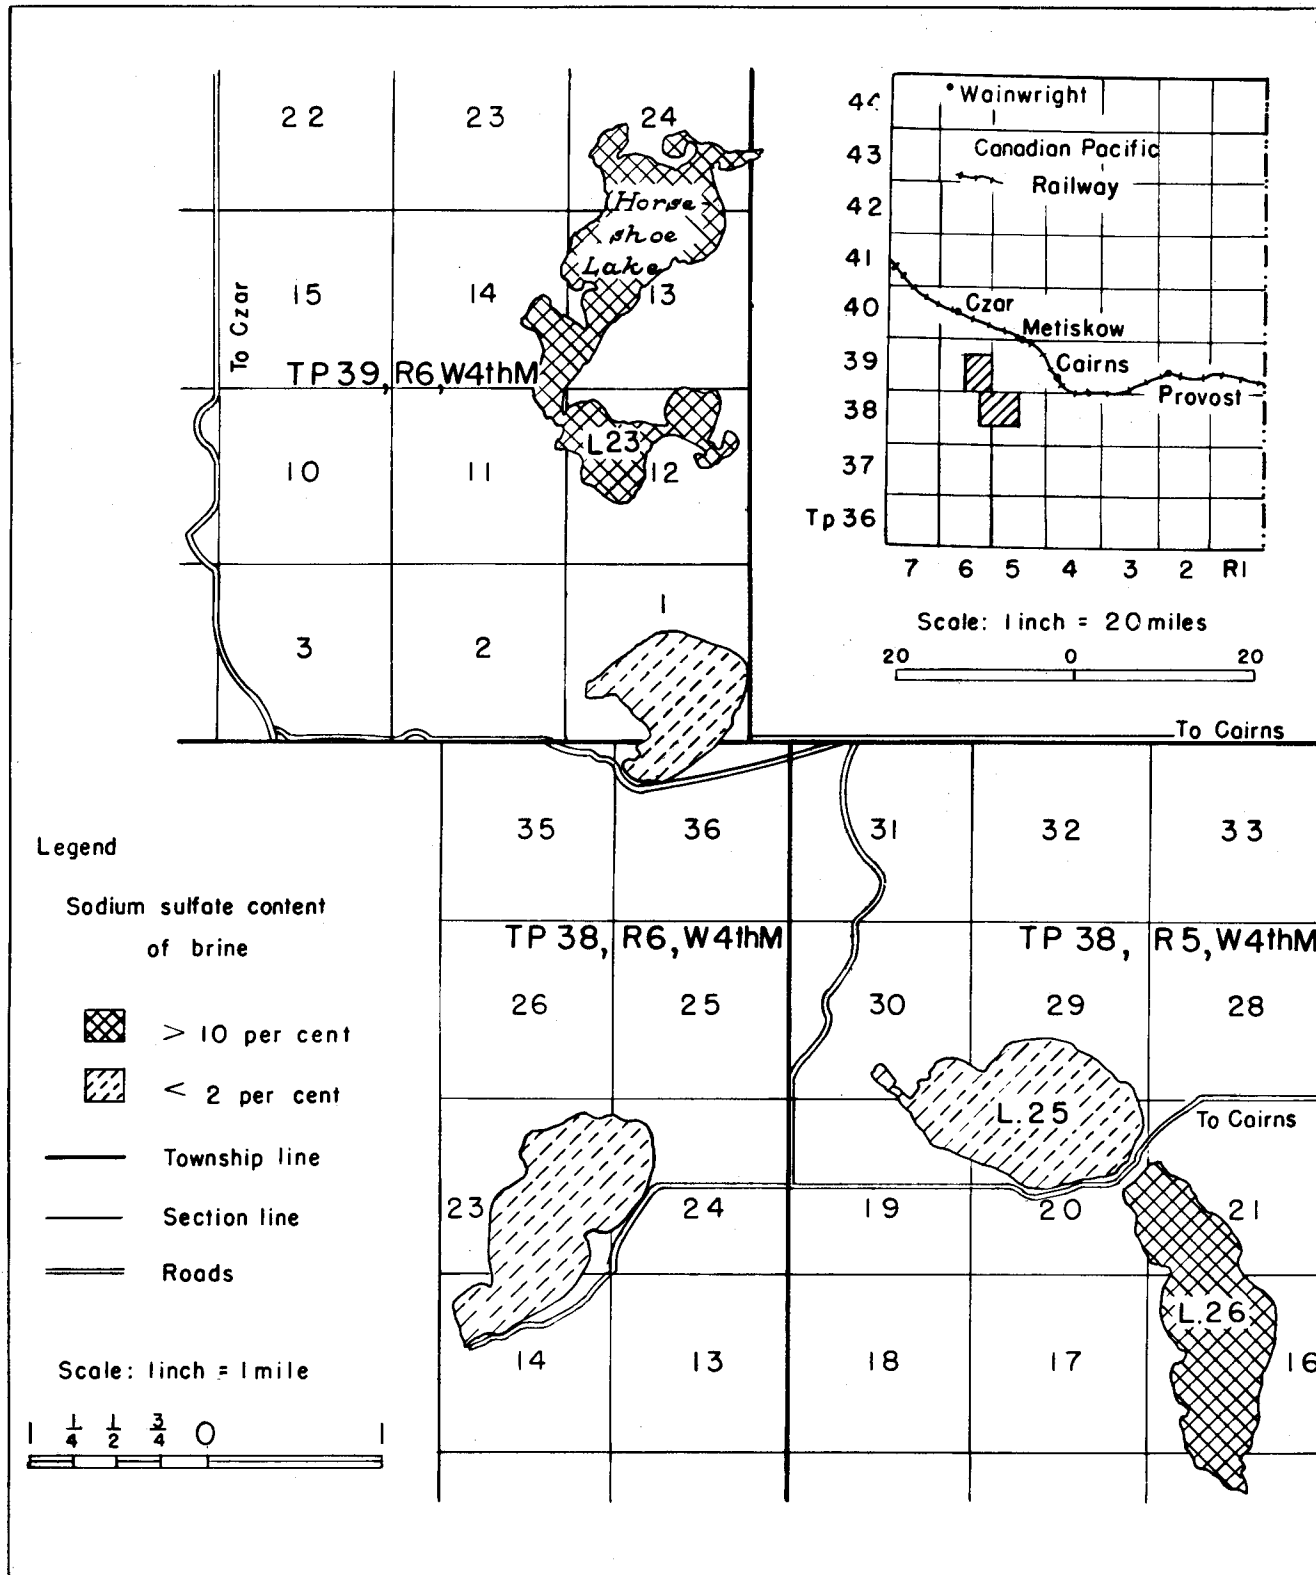 22
23
24
Horse
shoe
Lake
To Czar
15
14
13
TP 39, R6, W4thM
L23
10
11
12
1
3
2
44
Wainwright
43
Canadian Pacific
Railway
42
41
40
Czar
Metiskow
39
Cairns
38
Provost
37
Tp 36
7 6 5 4 3 2 R1
Scale: 1 inch = 20 miles
20 0 20
To Cairns
35
36
31
32
33
TP 38, R6, W4thM
TP 38, R5, W4thM
26
25
30
29
28
L.25
To Cairns
23
24
19
20
21
L.26
14
13
18
17
16
Legend
Sodium sulfate content
of brine
> 10 per cent
< 2 per cent
Township line
Section line
Roads
Scale: 1 inch = 1 mile
1 1/4 1/2 3/4 0 1